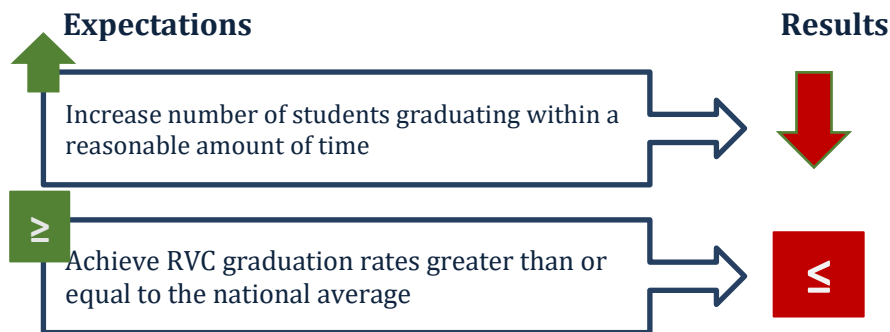 Expectations
Results
Increase number of students graduating within a
reasonable amount of time
≥
Achieve RVC graduation rates greater than or
equal to the national average
≤